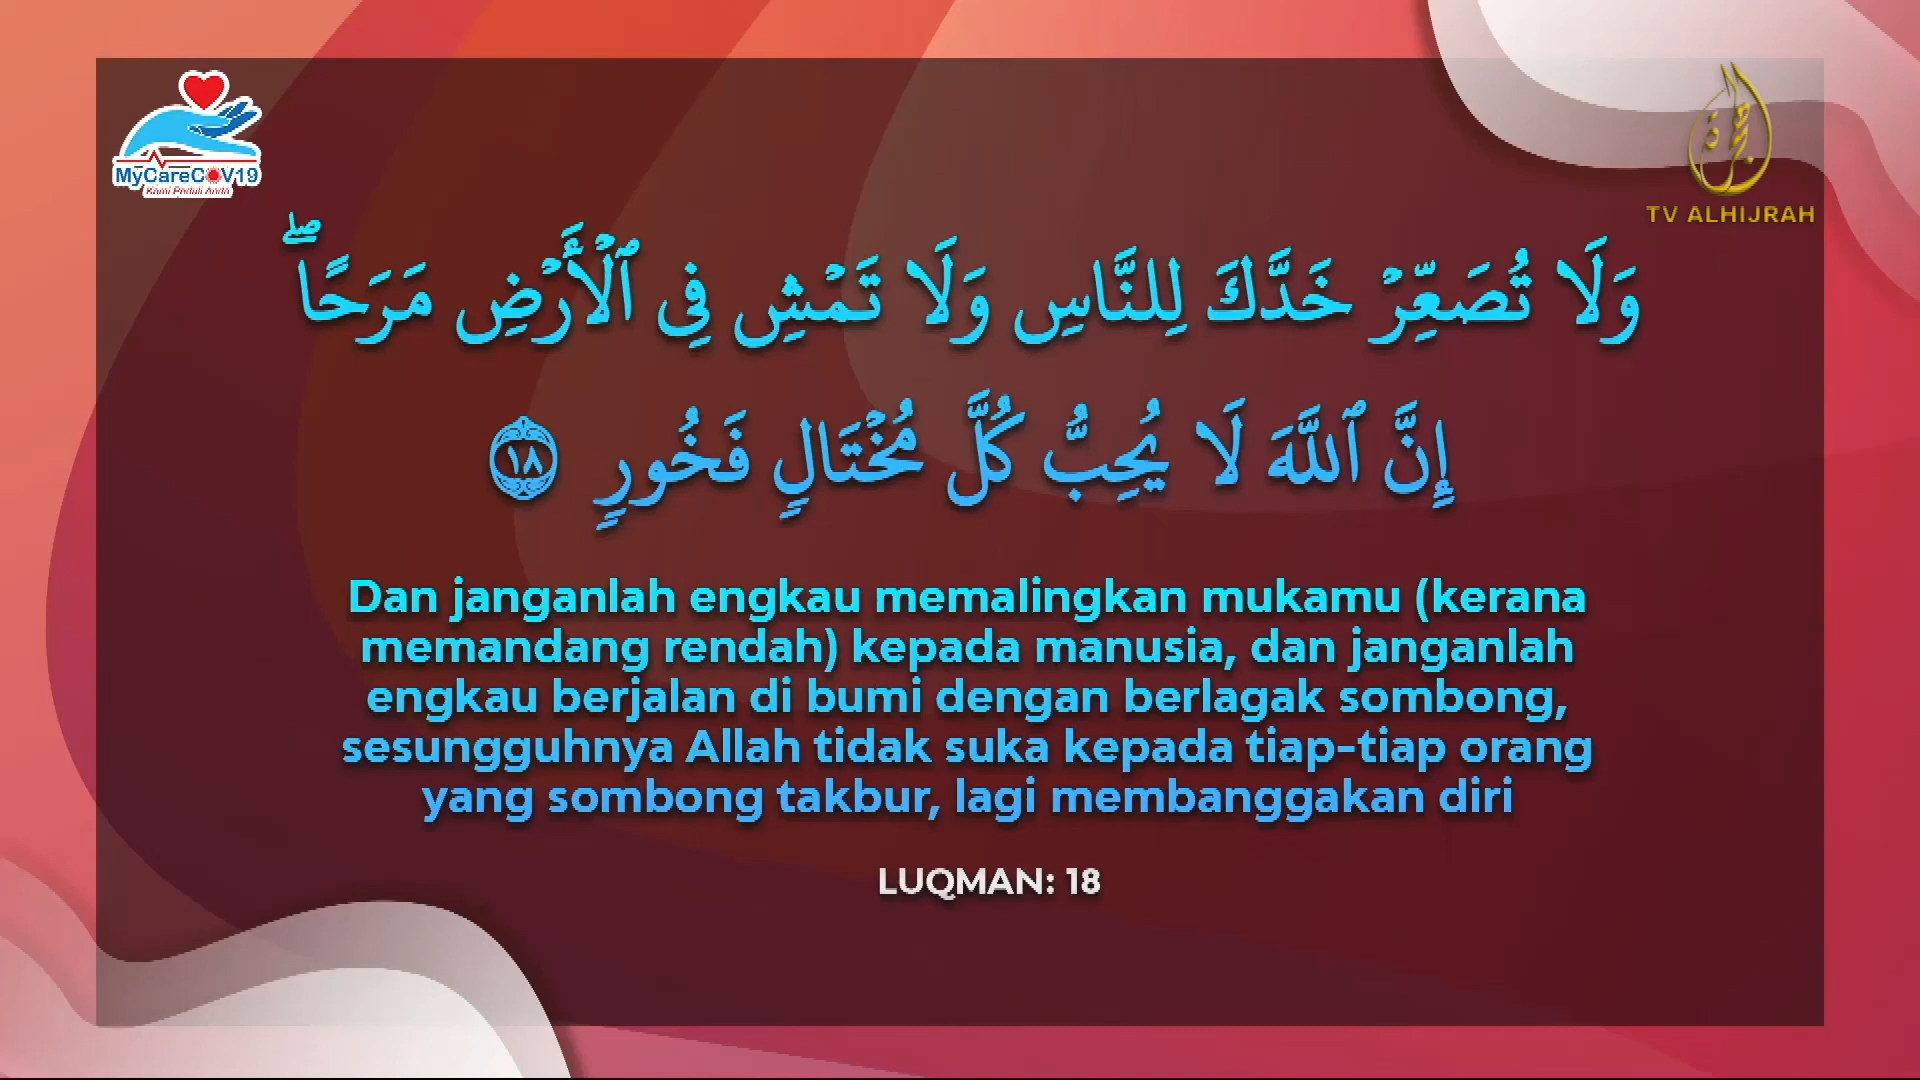 MyCareCOV19
Kami Peduli Anda
حجرة
TV ALHIJRAH
وَلَا تُصَعِّرْ خَدَّكَ لِلنَّاسِ وَلَا تَمْشِ فِى ٱلْأَرْضِ مَرَحًا ۖ
إِنَّ ٱللَّهَ لَا يُحِبُّ كُلَّ مُخْتَالٍ فَخُورٍ ١٨
Dan janganlah engkau memalingkan mukamu (kerana
memandang rendah) kepada manusia, dan janganlah
engkau berjalan di bumi dengan berlagak sombong,
sesungguhnya Allah tidak suka kepada tiap-tiap orang
yang sombong takbur, lagi membanggakan diri
LUQMAN: 18